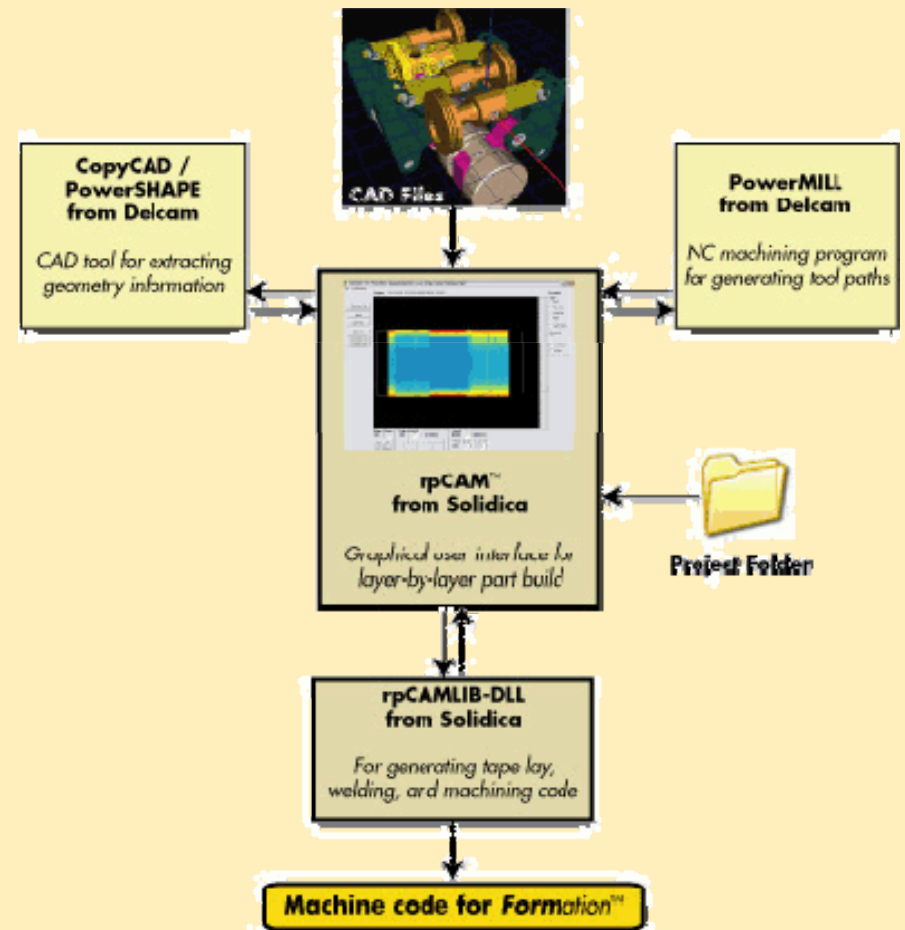 CAD Files
CopyCAD /
PowerSHAPE
from Delcam
CAD tool for extracting
geometry information
PowerMILL
from Delcam
NC machining program
for generating tool paths
rpCAM™
from Solidica
Graphical user interface for
layer-by-layer part build
Project Folder
rpCAMLIB-DLL
from Solidica
For generating tape lay,
welding, and machining code
Machine code for Formation™